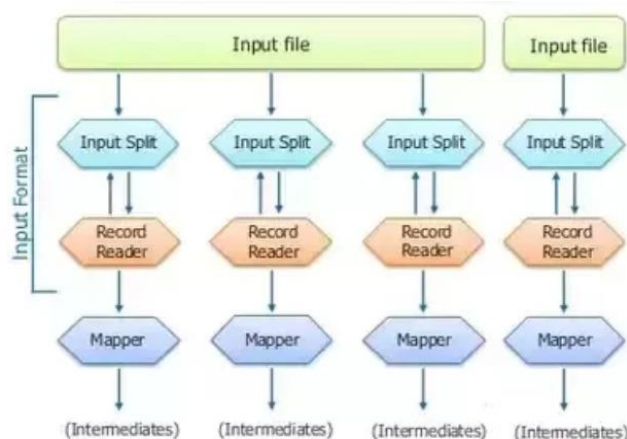 Input file
Input file
Input Format
Input Split
Input Split
Input Split
Input Split
Record
Reader
Record
Reader
Record
Reader
Record
Reader
Mapper
Mapper
Mapper
Mapper
(Intermediates)
(Intermediates)
(Intermediates)
(Intermediates)